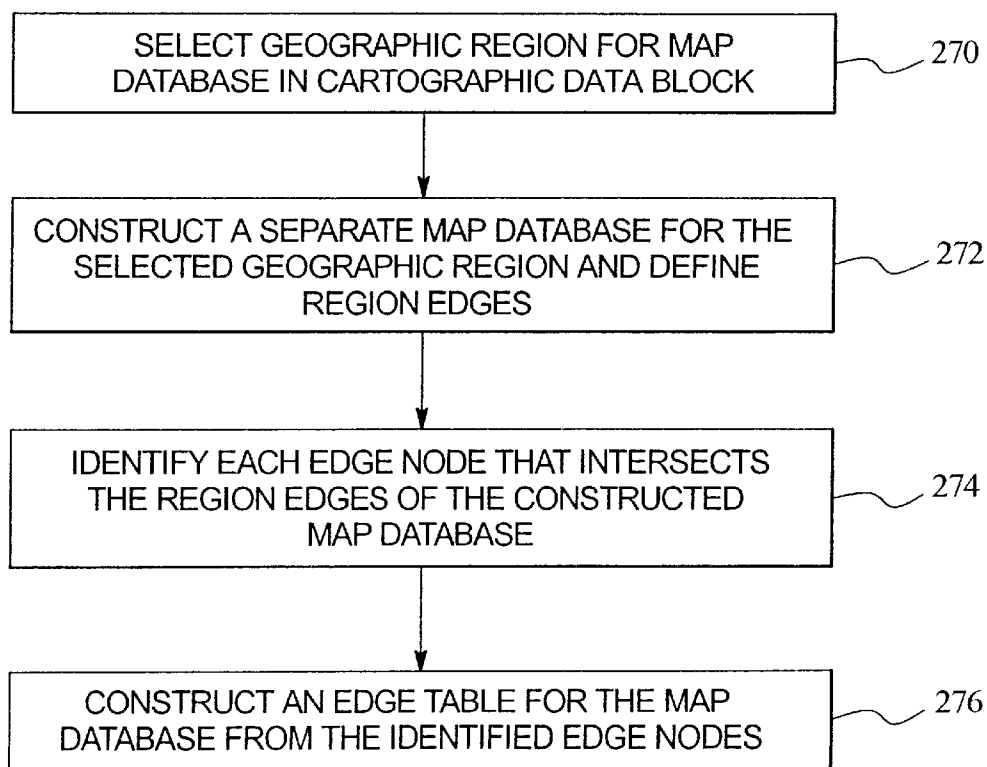 SELECT GEOGRAPHIC REGION FOR MAP
DATABASE IN CARTOGRAPHIC DATA BLOCK
270
CONSTRUCT A SEPARATE MAP DATABASE FOR THE
SELECTED GEOGRAPHIC REGION AND DEFINE
REGION EDGES
272
IDENTIFY EACH EDGE NODE THAT INTERSECTS
THE REGION EDGES OF THE CONSTRUCTED
MAP DATABASE
274
CONSTRUCT AN EDGE TABLE FOR THE MAP
DATABASE FROM THE IDENTIFIED EDGE NODES
276